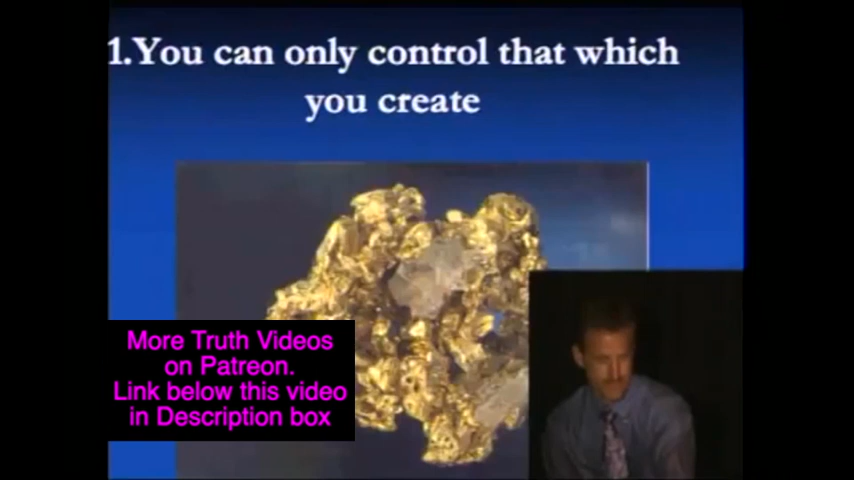 1.You can only control that which
you create
More Truth Videos
on Patreon.
Link below this video
in Description box